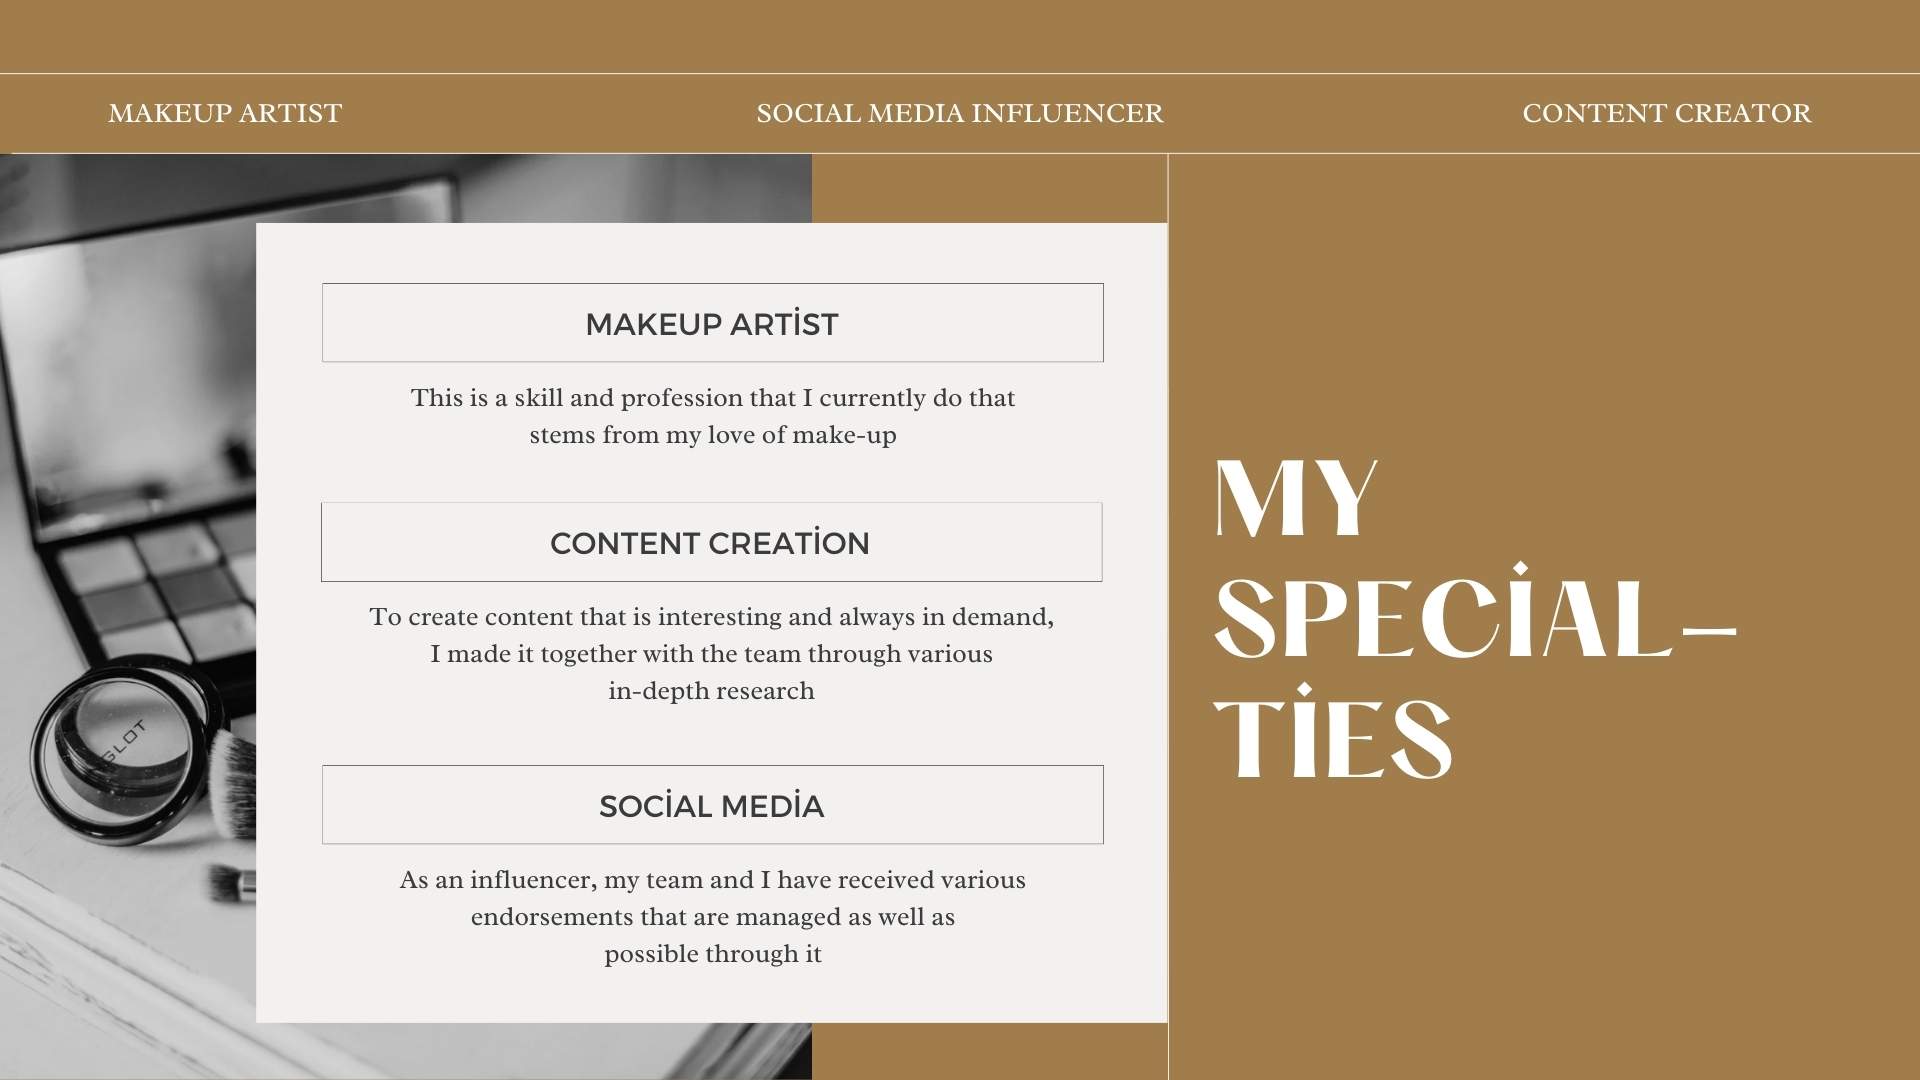 MAKEUP ARTIST
SOCIAL MEDIA INFLUENCER
CONTENT CREATOR
MAKEUP ARTİST
This is a skill and profession that I currently do that
stems from my love of make-up
CONTENT CREATİON
To create content that is interesting and always in demand,
I made it together with the team through various
in-depth research
SOCİAL MEDİA
As an influencer, my team and I have received various
endorsements that are managed as well as
possible through it
MY
SPECİAL-
TİES
GLOT